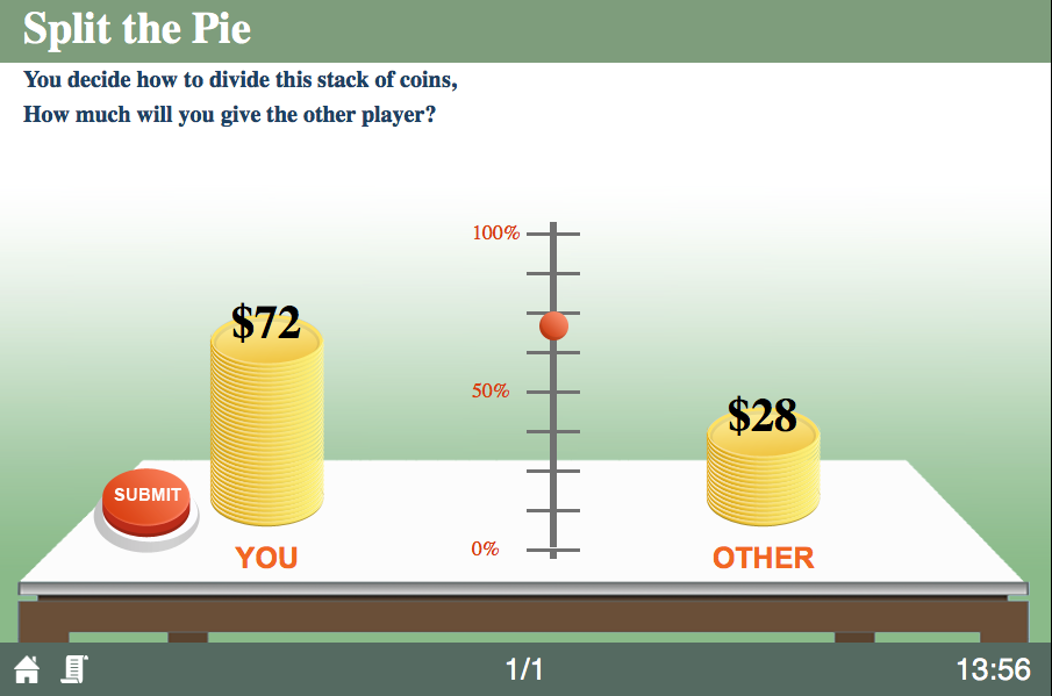 Split the Pie
You decide how to divide this stack of coins,
How much will you give the other player?
100%
$72
50%
$28
SUBMIT
0%
YOU
OTHER
1/1
13:56